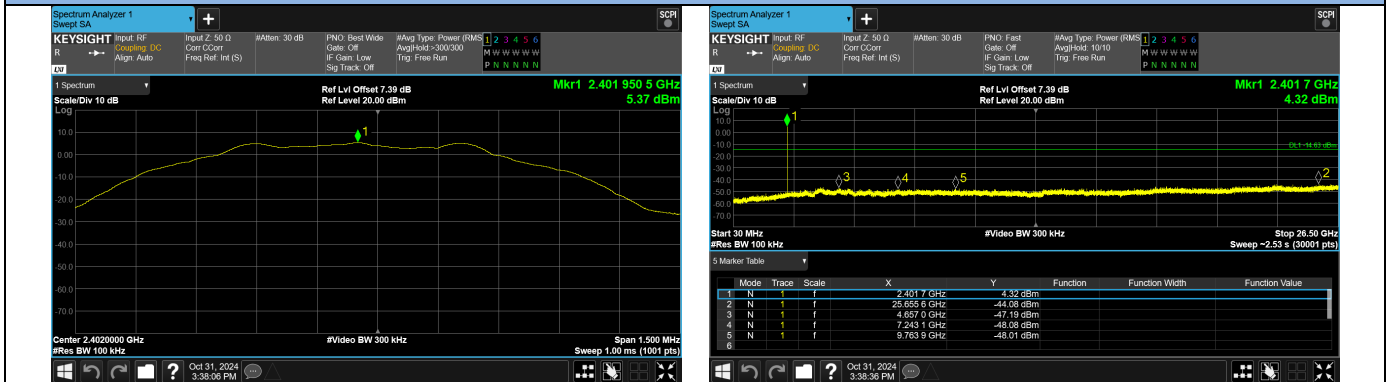 Spectrum Analyzer 1
Swept SA
+
SCPI
KEYSIGHT
R
LXI
Input: RF
Coupling: DC
Align: Auto
Input Z: 50 Ω
Corr CCorr
Freq Ref: Int (S)
#Atten: 30 dB
PNO: Best Wide
Gate: Off
IF Gain: Low
Sig Track: Off
#Avg Type: Power (RMS
Avg|Hold:>300/300
Trig: Free Run
1 2 3 4 5 6
M W W W W W
P N N N N N
1 Spectrum
Scale/Div 10 dB
Log
Ref Lvl Offset 7.39 dB
Ref Level 20.00 dBm
Mkr1 2.401 950 5 GHz
5.37 dBm
1
10.0
0.00
-10.0
-20.0
-30.0
-40.0
-50.0
-60.0
-70.0
Center 2.4020000 GHz
#Res BW 100 kHz
#Video BW 300 kHz
Span 1.500 MHz
Sweep 1.00 ms (1001 pts)
?
Oct 31, 2024
3:38:06 PM
Spectrum Analyzer 1
Swept SA
+
SCPI
KEYSIGHT
R
LXI
Input: RF
Coupling: DC
Align: Auto
Input Z: 50 Ω
Corr CCorr
Freq Ref: Int (S)
#Atten: 30 dB
PNO: Fast
Gate: Off
IF Gain: Low
Sig Track: Off
#Avg Type: Power (RMS
Avg|Hold: 10/10
Trig: Free Run
1 2 3 4 5 6
M W W W W W
P N N N N N
1 Spectrum
Scale/Div 10 dB
Log
Ref Lvl Offset 7.39 dB
Ref Level 20.00 dBm
Mkr1 2.401 7 GHz
4.32 dBm
1
10.0
0.00
-10.0
DL1 -14.63 dBm
-20.0
-30.0
-40.0
3
4
5
2
-50.0
-60.0
-70.0
Start 30 MHz
#Res BW 100 kHz
#Video BW 300 kHz
Stop 26.50 GHz
Sweep ~2.53 s (30001 pts)
5 Marker Table
Mode Trace Scale X Y Function Function Width Function Value
1 N 1 f 2.401 7 GHz 4.32 dBm
2 N 1 f 25.655 6 GHz -44.08 dBm
3 N 1 f 4.657 0 GHz -47.19 dBm
4 N 1 f 7.243 1 GHz -48.08 dBm
5 N 1 f 9.763 9 GHz -48.01 dBm
6
?
Oct 31, 2024
3:38:36 PM